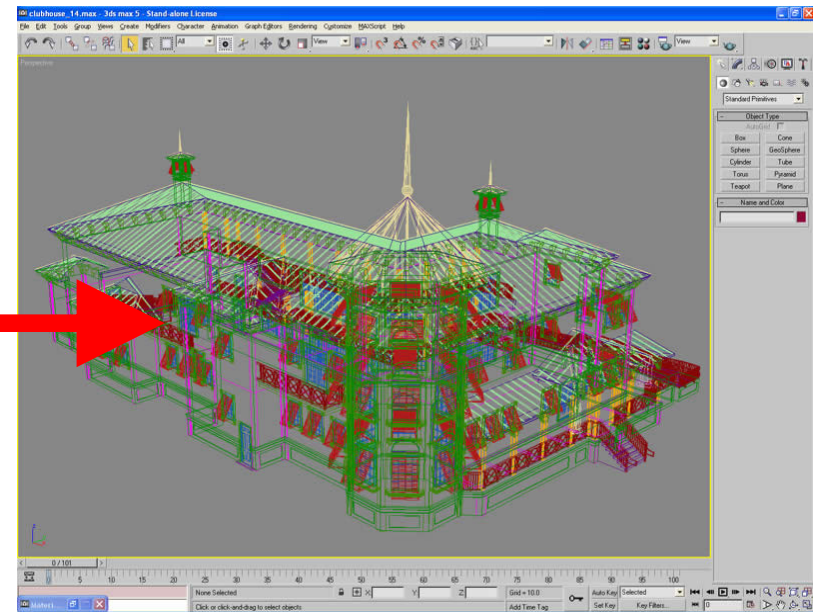 clubhouse_14.max - 3ds max 5 - Stand-alone License
File Edit Tools Group Views Create Modifiers Character Animation Graph Editors Rendering Customize MAXScript Help
All
View
View
Perspective
Standard Primitives
- Object Type
AutoGrid
Box Cone
Sphere GeoSphere
Cylinder Tube
Torus Pyramid
Teapot Plane
- Name and Color
z
< 0 / 101 >
0 5 10 15 20 25 30 35 40 45 50 55 60 65 70 75 80 85 90 95 100
None Selected X Y Z Grid = 10.0 Auto Key Selected
Click or click-and-drag to select objects Add Time Tag Set Key Key Filters... 0